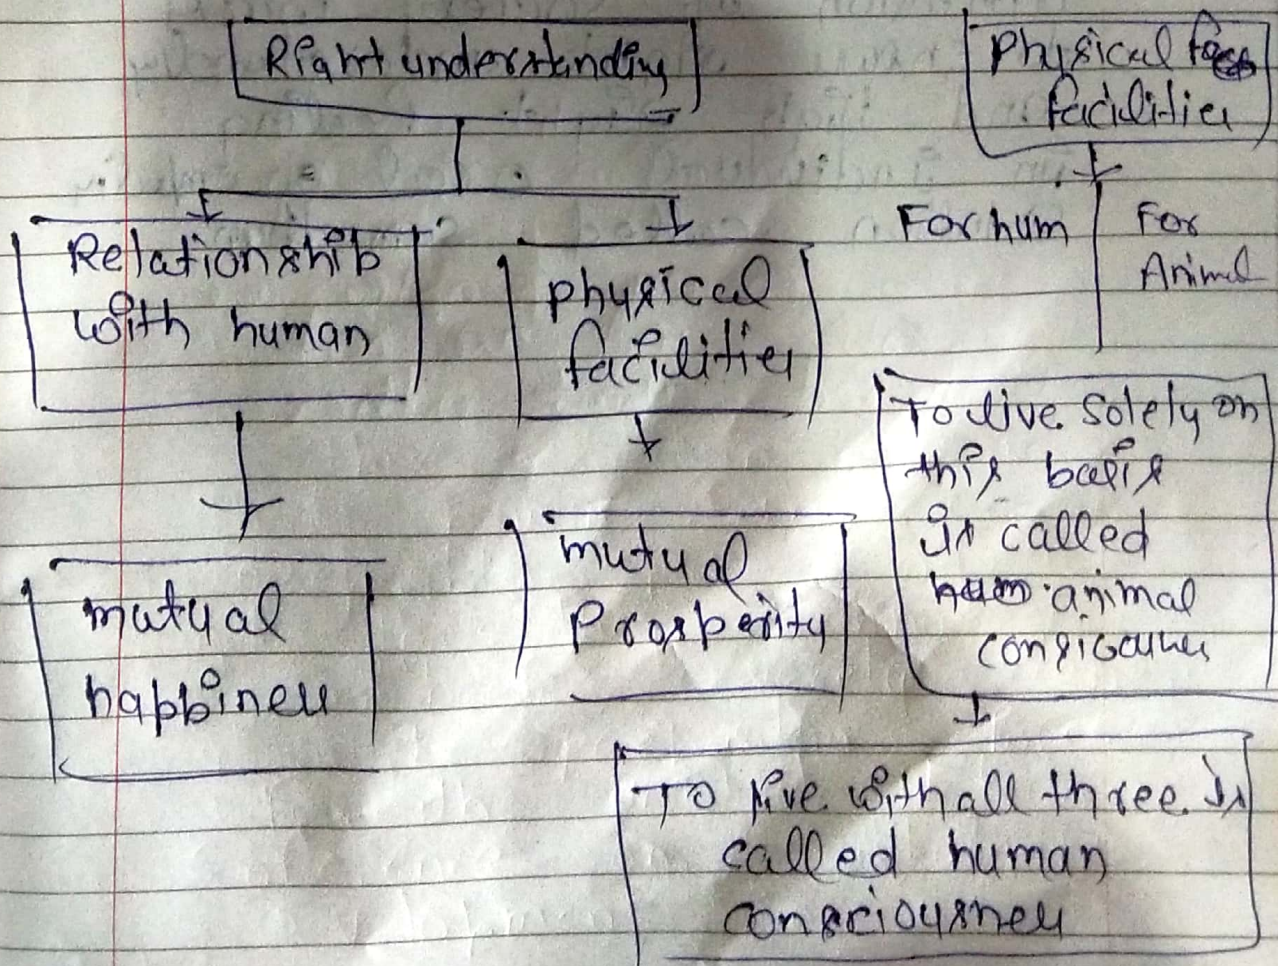 Right understanding
Physical
facilities
Relationship
with human
physical
facilities
For hum
For
Animal
To live solely on
this basis
is called
animal
mutual
happiness
mutual
Prosperity
To live with all three is
called human
consciousness